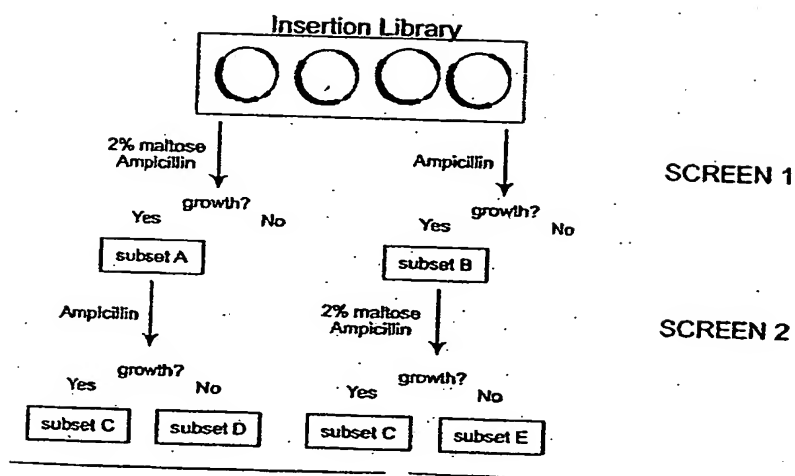 Insertion Library
2% maltose
Ampicillin
Ampicillin
SCREEN 1
growth?
Yes
No
growth?
Yes
No
subset A
subset B
Ampicillin
2% maltose
Ampicillin
SCREEN 2
growth?
Yes
No
growth?
Yes
No
subset C
subset D
subset C
subset E